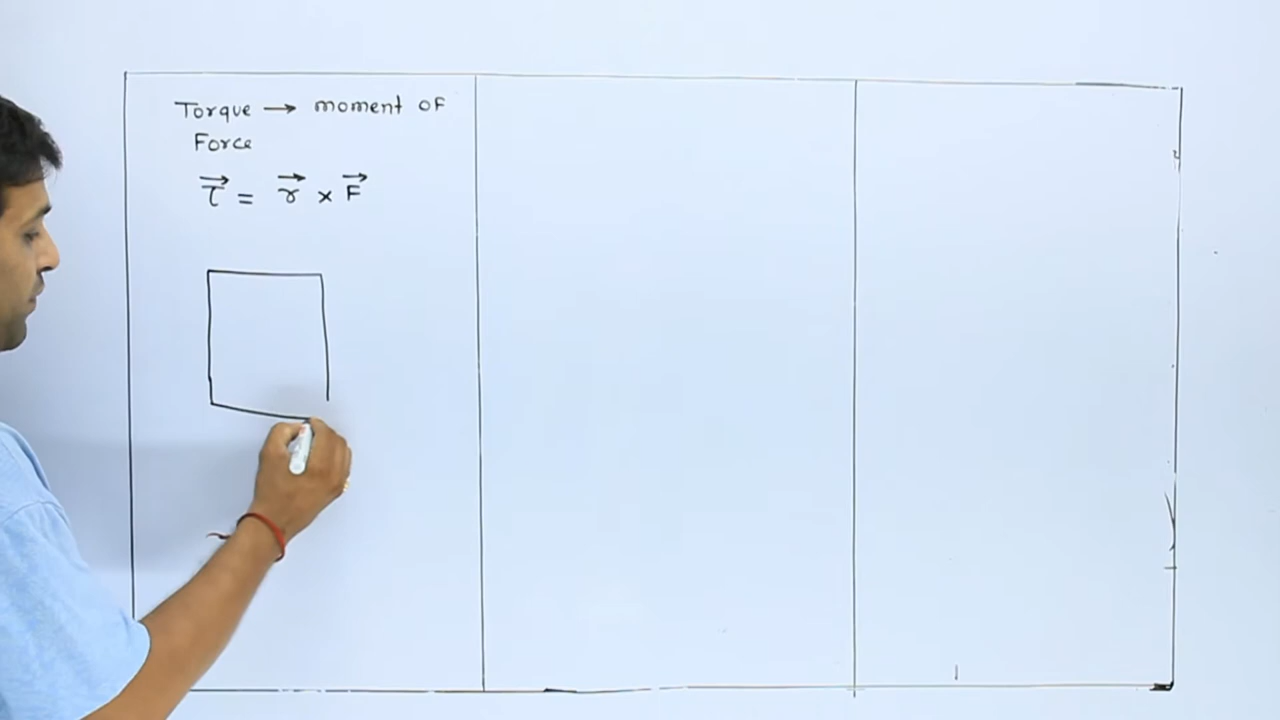 Torque → moment of
Force
τ⃗ = r⃗ × F⃗